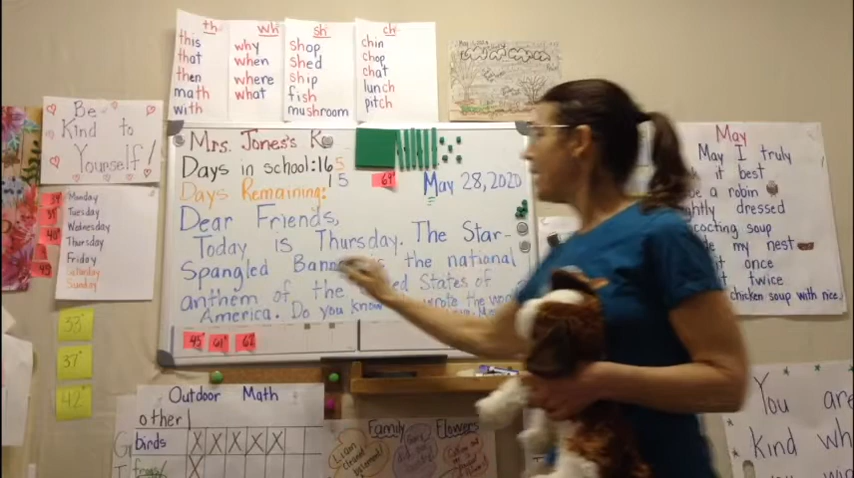 th
this
that
then
math
with
wh
why
when
where
what
sh
shop
shed
ship
fish
mushroom
ch
chin
chop
chat
lunch
pitch
Be
Kind to
Yourself!
Monday
Tuesday
Wednesday
Thursday
Friday
Saturday
Sunday
53°
37°
42°
Mrs. Jones's K
Days in school: 165
Days Remaining: 15
69°
May 28, 2020
Dear Friends,
Today is Thursday. The Star-
Spangled the national
anthem of the States of
America. Do you know wrote the
45° 61° 62°
Outdoor Math
other
birds
Family
Flowers
May
May I truly
it best
a robin
dressed
soup
my nest
once
twice
chicken soup with rice.
You are
kind